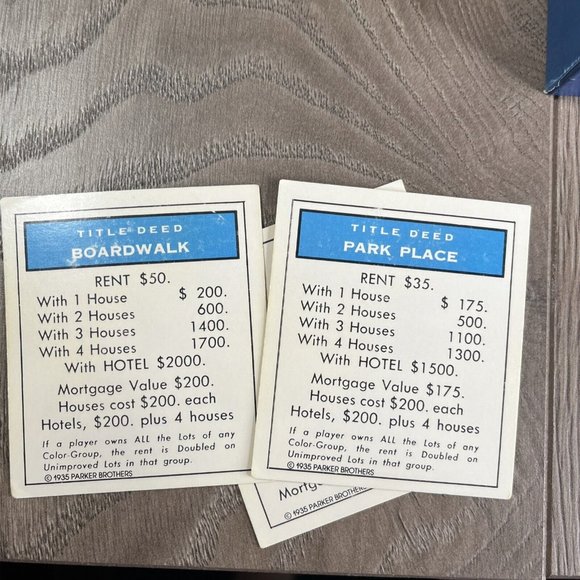 TITLE DEED
BOARDWALK
RENT $50.
With 1 House $ 200.
With 2 Houses 600.
With 3 Houses 1400.
With 4 Houses 1700.
With HOTEL $2000.
Mortgage Value $200.
Houses cost $200. each
Hotels, $200. plus 4 houses
If a player owns ALL the Lots of any
Color-Group, the rent is Doubled on
Unimproved Lots in that group.
© 1935 PARKER BROTHERS
TITLE DEED
PARK PLACE
RENT $35.
With 1 House $ 175.
With 2 Houses 500.
With 3 Houses 1100.
With 4 Houses 1300.
With HOTEL $1500.
Mortgage Value $175.
Houses cost $200. each
Hotels, $200. plus 4 houses
If a player owns ALL the Lots of any
Color-Group, the rent is Doubled on
Unimproved Lots in that group.
© 1935 PARKER BROTHERS
Mortg
© 1935 PARKER BROTHER